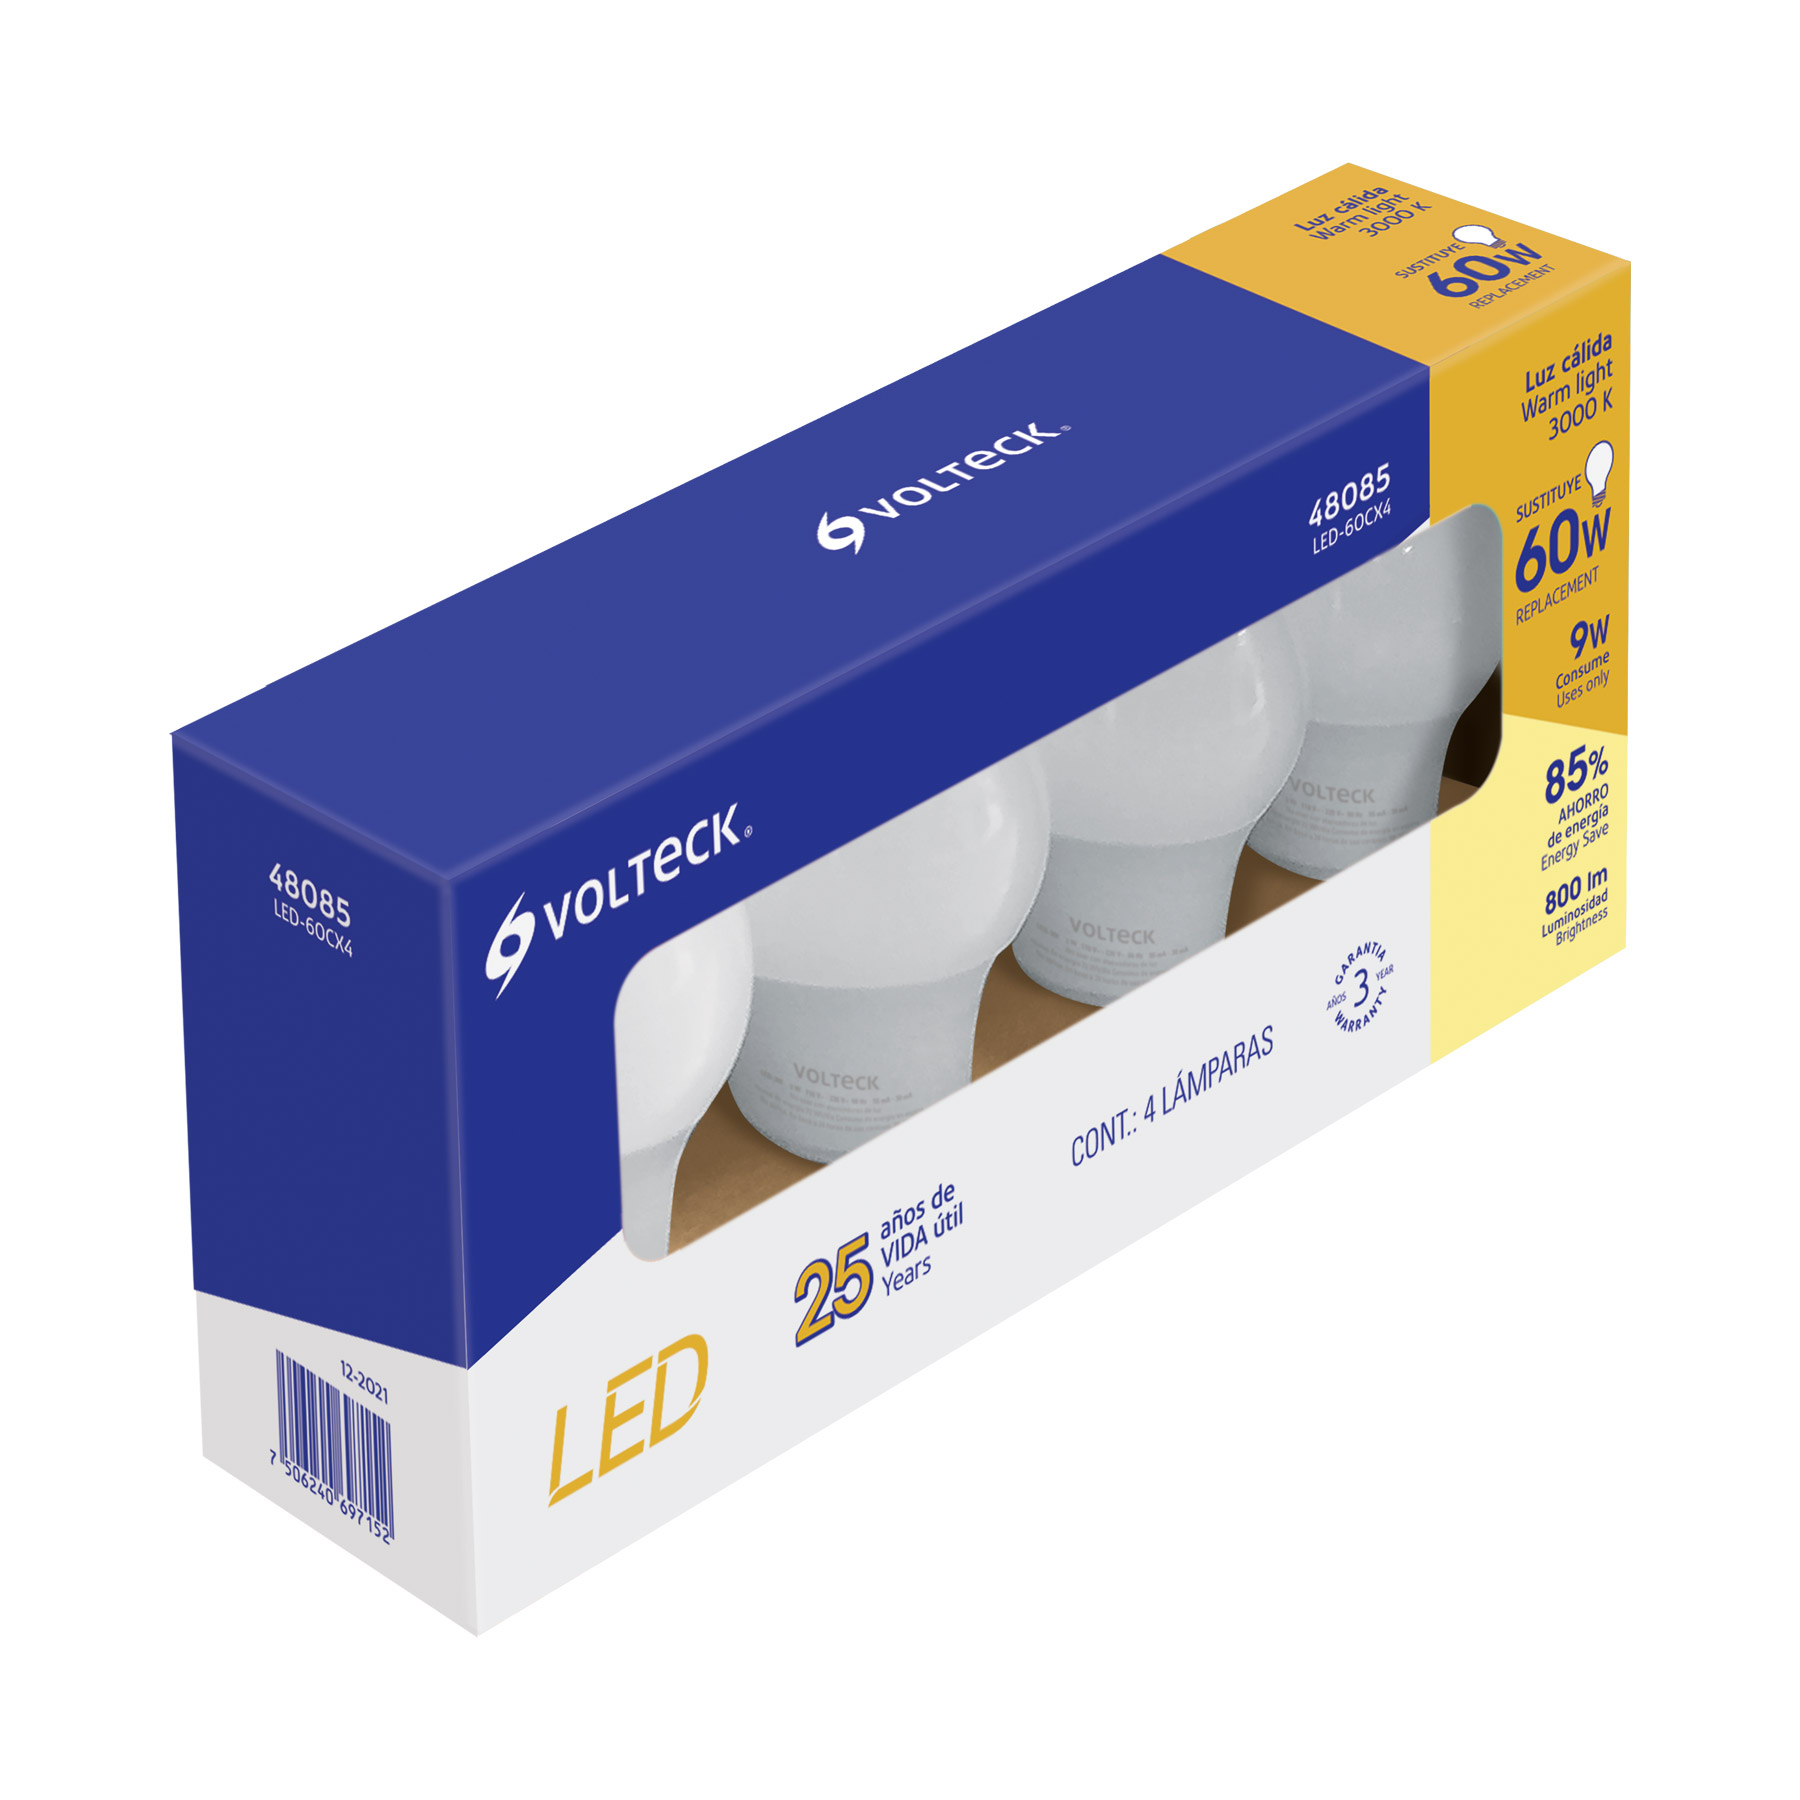 Luz cálida
Warm light
3000 K
SUSTITUYE
60W
REPLACEMENT
VOLTECK®
48085
LED-60CX4
Luz cálida
Warm light
3000 K
SUSTITUYE
60W
REPLACEMENT
9W
Consume
Uses only
85%
AHORRO
de energía
Energy Save
800 lm
Luminosidad
Brightness
VOLTECK®
48085
LED-60CX4
VOLTECK
VOLTECK
VOLTECK
GARANTIA
AÑOS 3 YEAR
WARRANTY
CONT.: 4 LÁMPARAS
25 años de
VIDA útil
Years
LED
12-2021
7 506240 697152